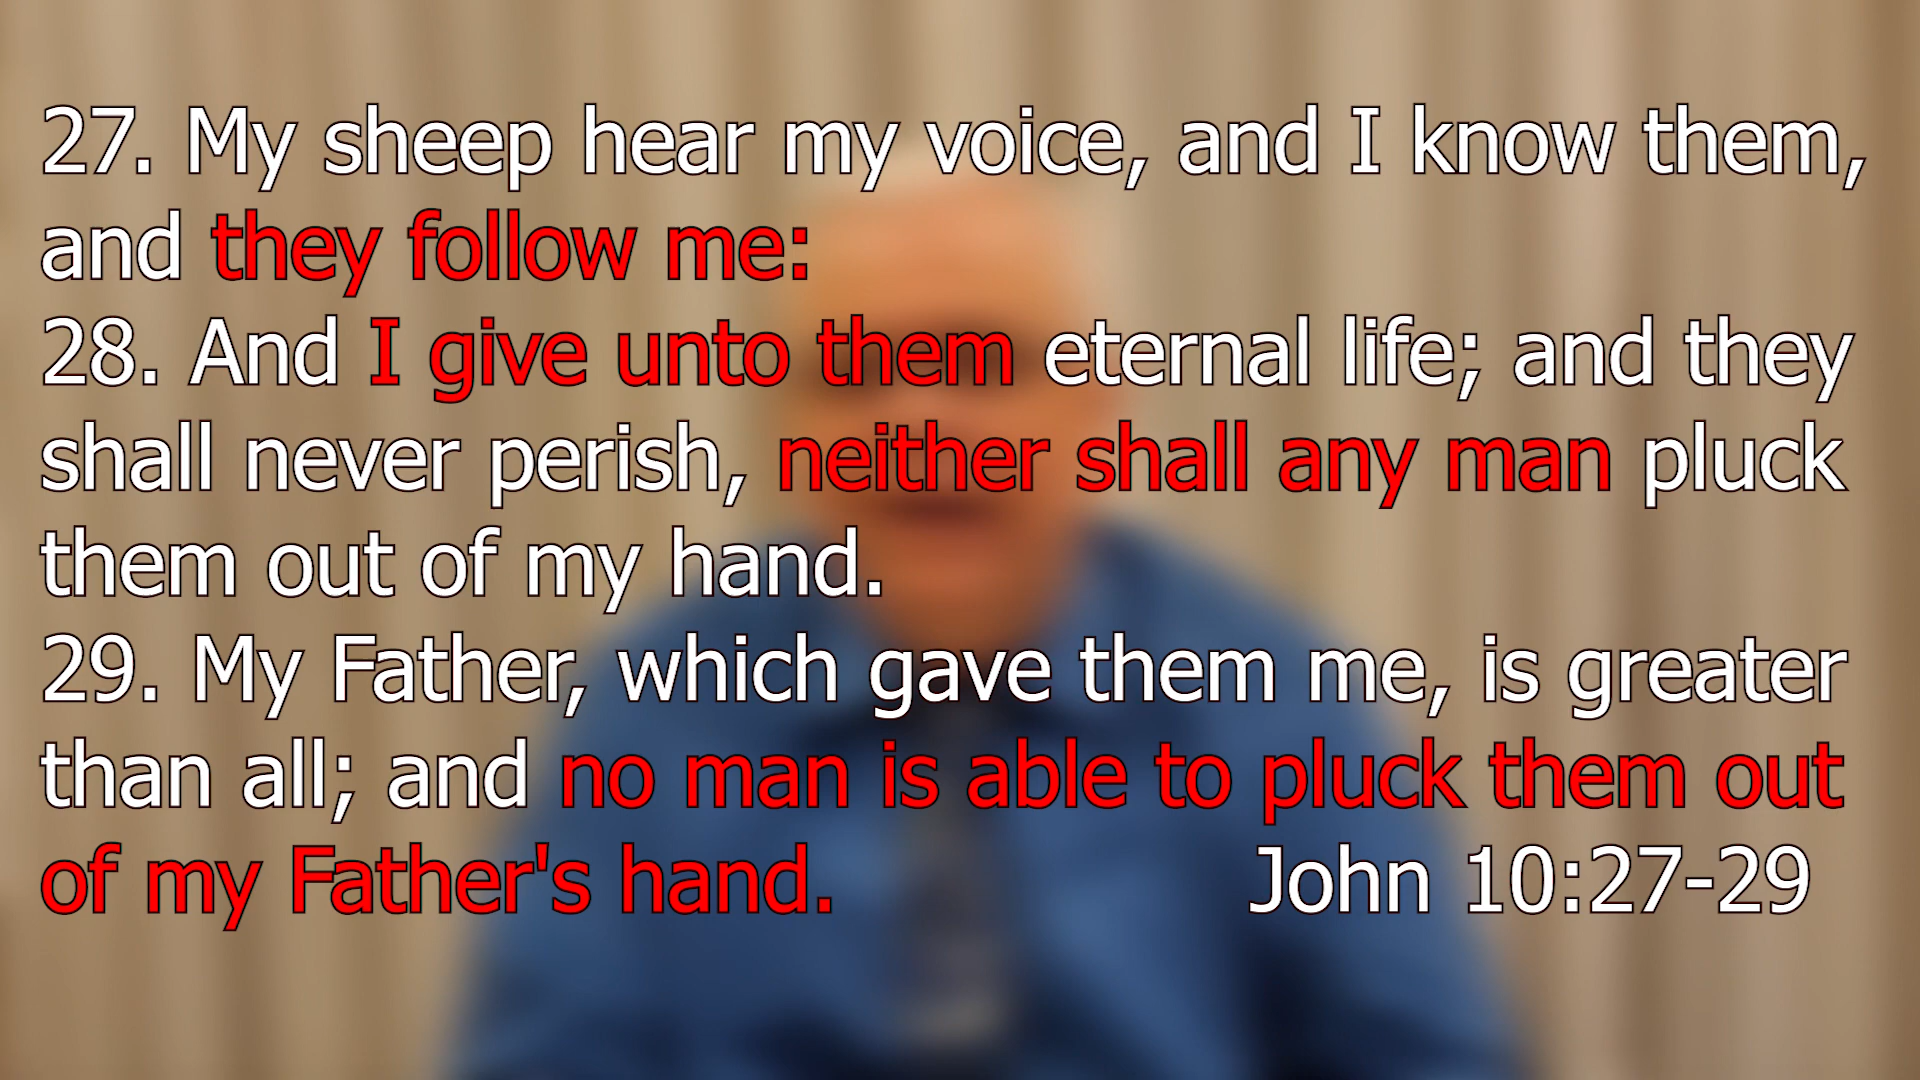 27. My sheep hear my voice, and I know them,
and they follow me:
28. And I give unto them eternal life; and they
shall never perish, neither shall any man pluck
them out of my hand.
29. My Father, which gave them me, is greater
than all; and no man is able to pluck them out
of my Father's hand. John 10:27-29